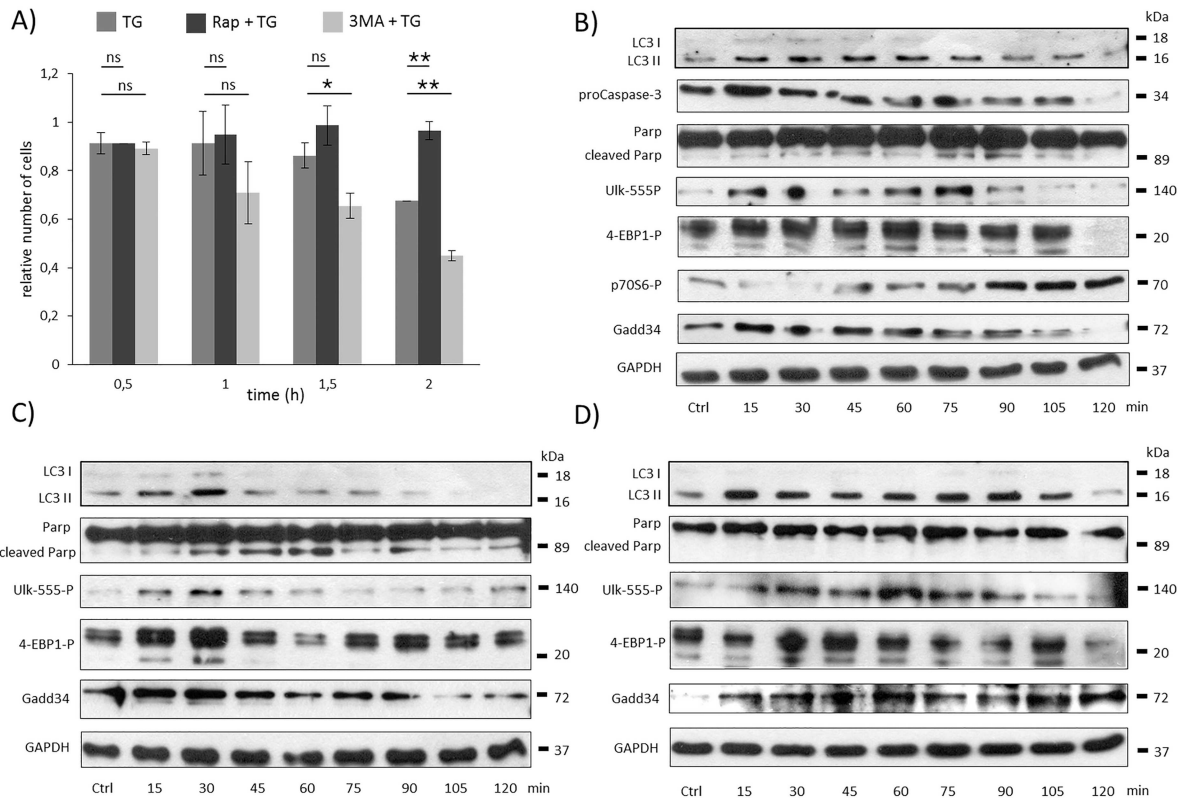 A)
TG Rap + TG 3MA + TG
ns ns ns **
ns ns * **
relative number of cells
1,2
1
0,8
0,6
0,4
0,2
0
0,5 1 1,5 2
time (h)
B)
kDa
LC3 I 18
LC3 II 16
proCaspase-3 34
Parp
cleaved Parp 89
Ulk-555P 140
4-EBP1-P 20
p70S6-P 70
Gadd34 72
GAPDH 37
Ctrl 15 30 45 60 75 90 105 120 min
C)
kDa
LC3 I 18
LC3 II 16
Parp
cleaved Parp 89
Ulk-555-P 140
4-EBP1-P 20
Gadd34 72
GAPDH 37
Ctrl 15 30 45 60 75 90 105 120 min
D)
kDa
LC3 I 18
LC3 II 16
Parp
cleaved Parp 89
Ulk-555-P 140
4-EBP1-P 20
Gadd34 72
GAPDH 37
Ctrl 15 30 45 60 75 90 105 120 min